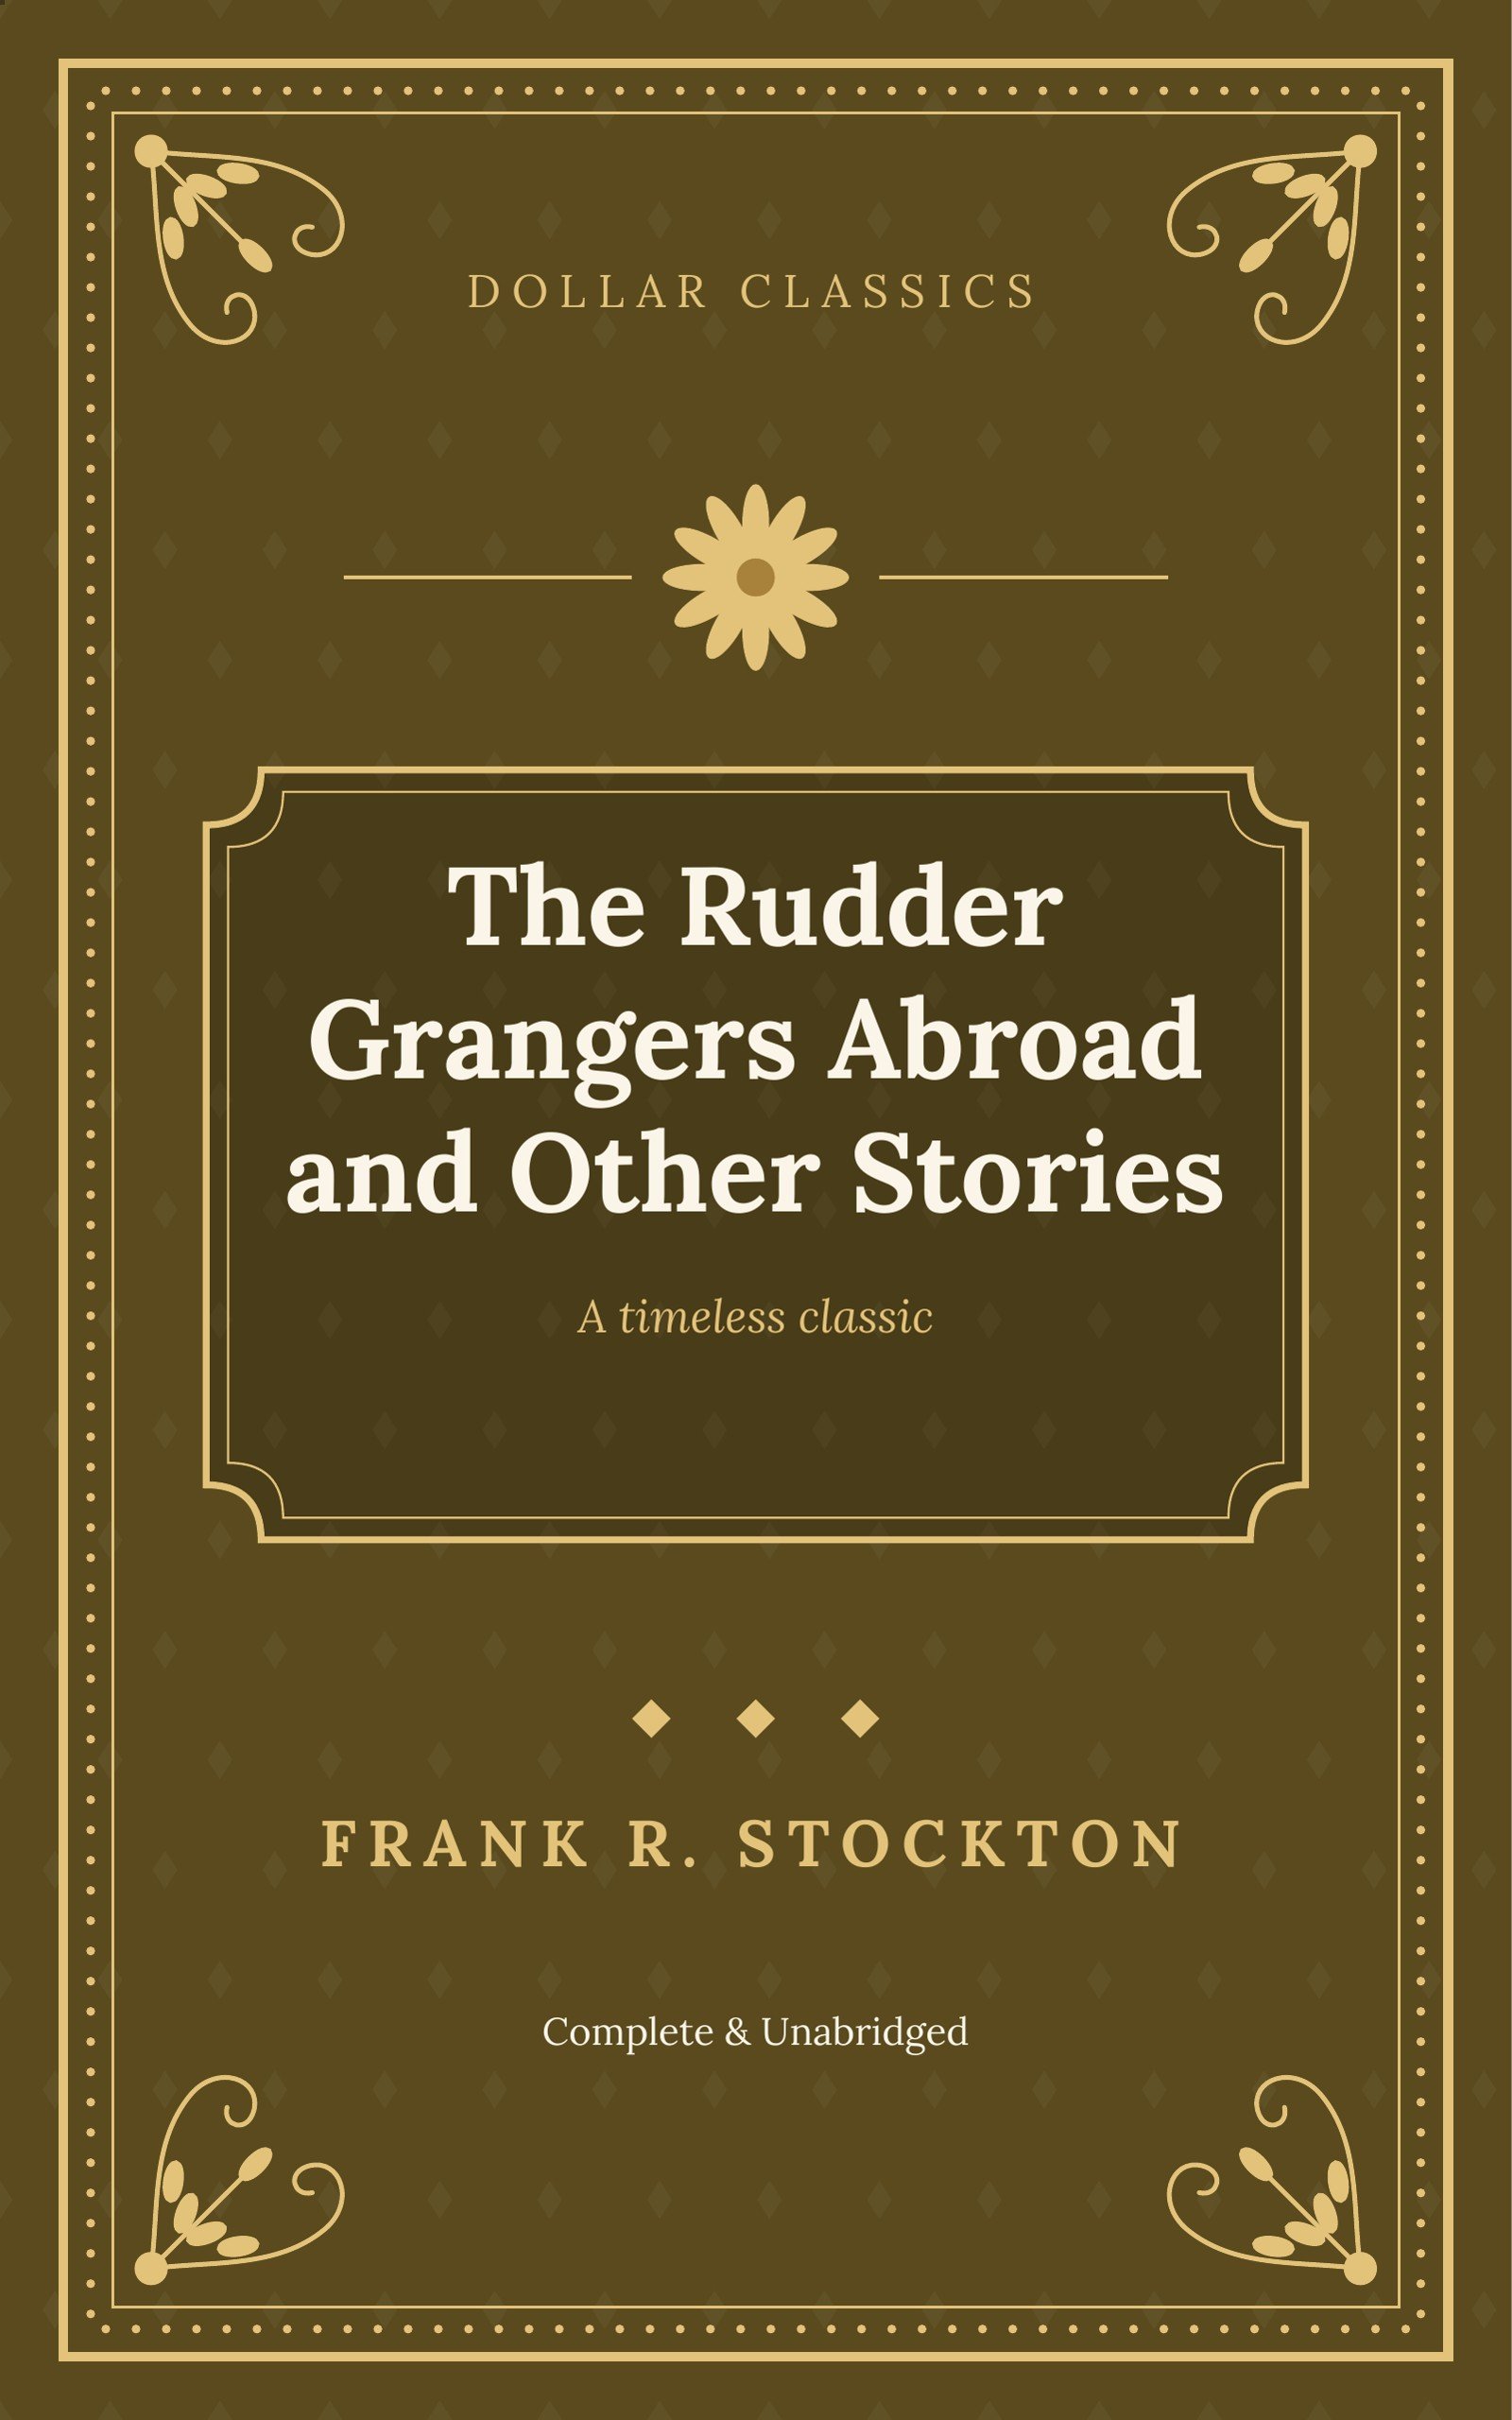 DOLLAR CLASSICS
The Rudder
Grangers Abroad
and Other Stories
A timeless classic
FRANK R. STOCKTON
Complete & Unabridged